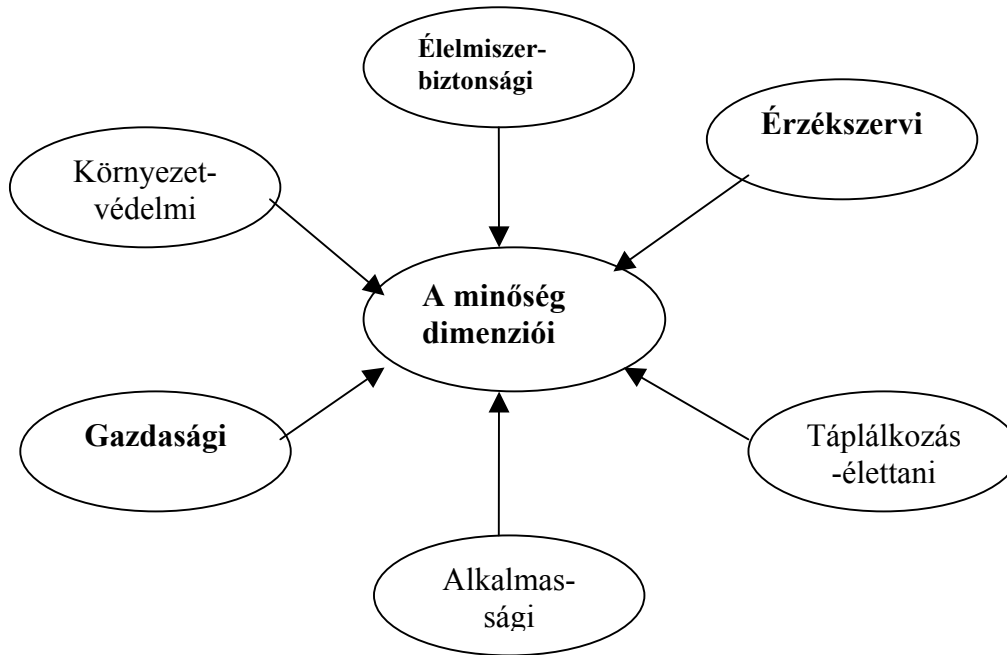 Élelmiszer-
biztonsági
Érzékszervi
Környezet-
védelmi
A minőség
dimenziói
Gazdasági
Táplálkozás
-élettani
Alkalmas-
sági